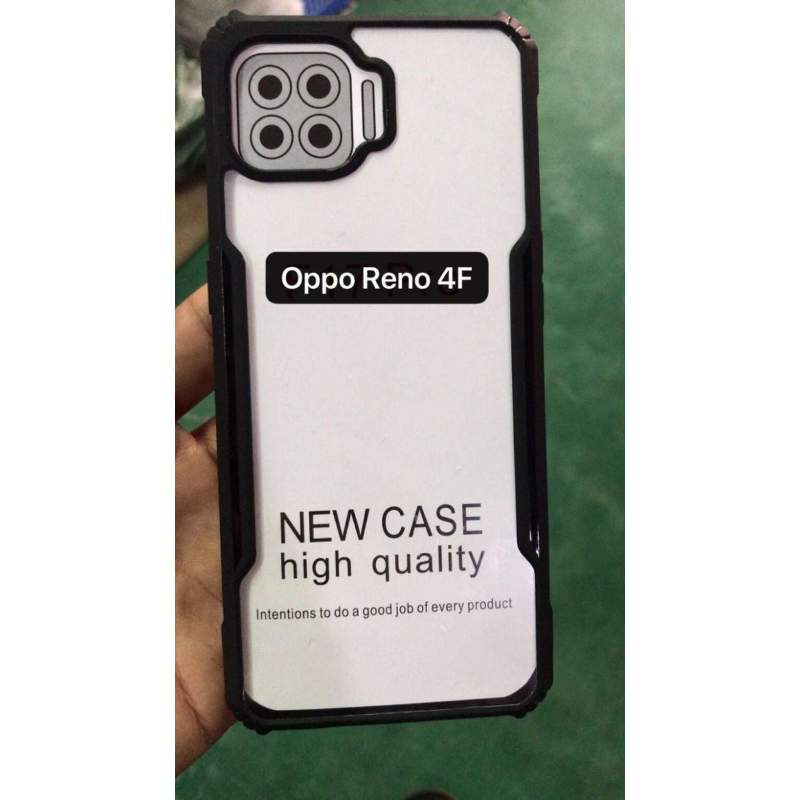 Oppo Reno 4F
NEW CASE
high quality
Intentions to do a good job of every product